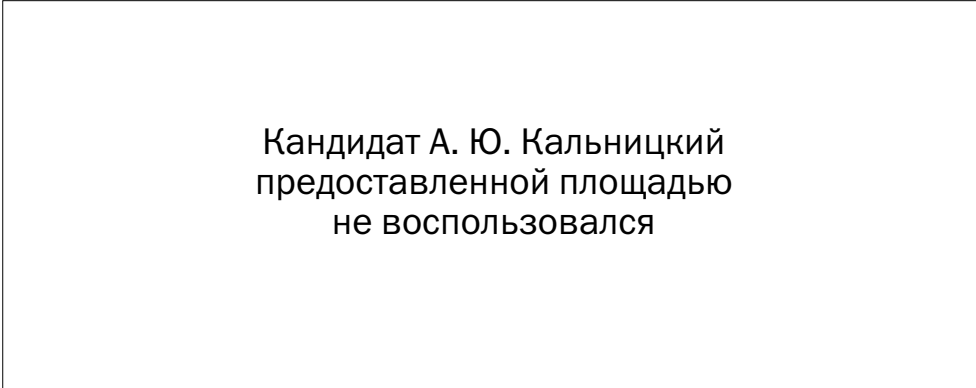 Кандидат А. Ю. Кальницкий
предоставленной площадью
не воспользовался